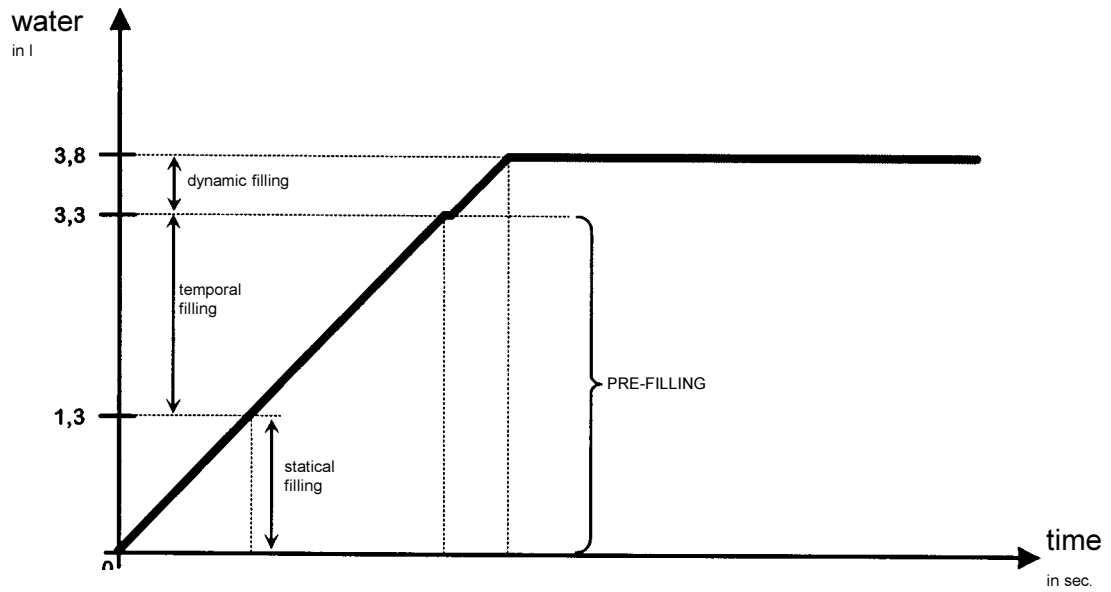 water
in l
3,8
dynamic filling
3,3
temporal
filling
PRE-FILLING
1,3
statical
filling
time
0
in sec.